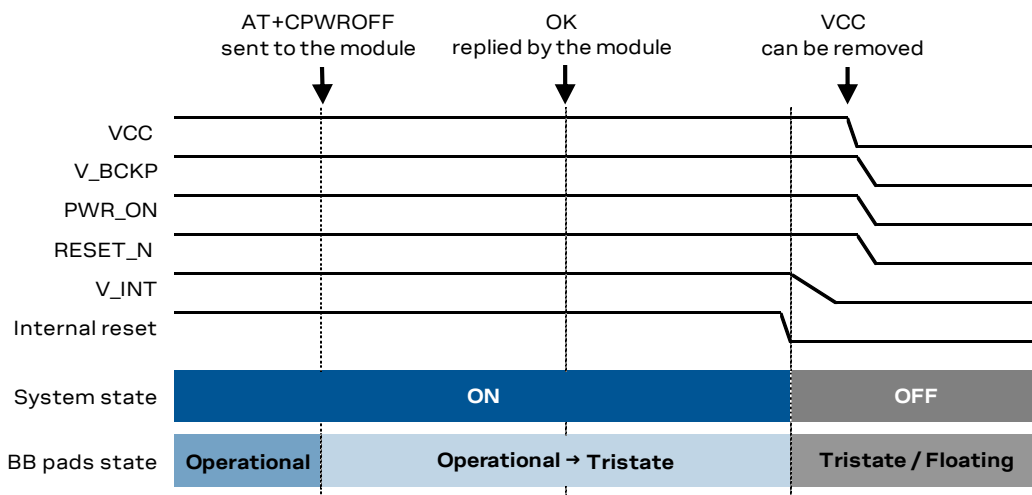 AT+CPWROFF
sent to the module
OK
replied by the module
VCC
can be removed
VCC
V_BCKP
PWR_ON
RESET_N
V_INT
Internal reset
System state
ON
OFF
BB pads state
Operational
Operational → Tristate
Tristate / Floating